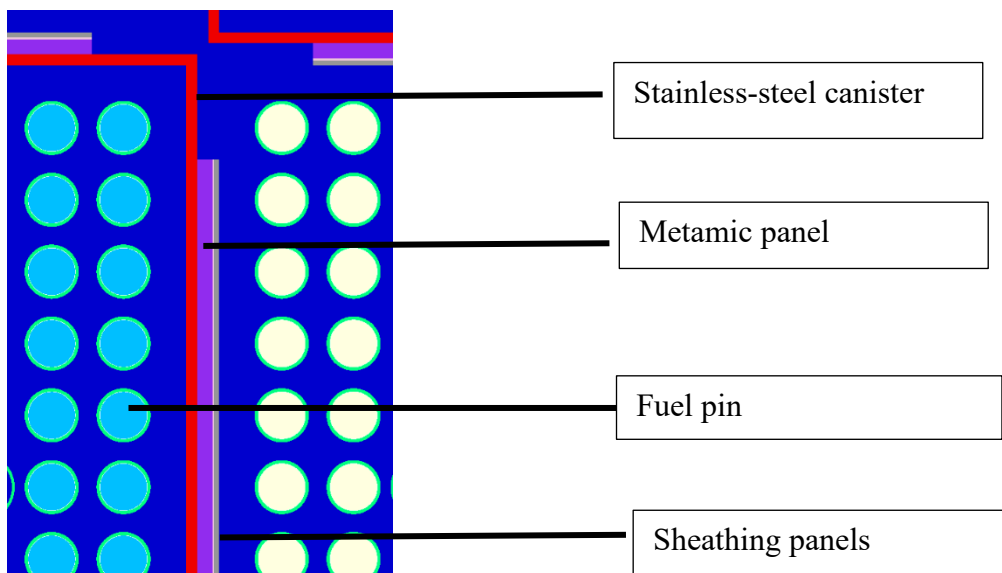 Stainless-steel canister
Metamic panel
Fuel pin
Sheathing panels